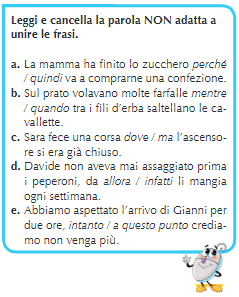 Leggi e cancella la parola NON adatta a
unire le frasi.
a. La mamma ha finito lo zucchero perché
/ quindi va a comprarne una confezione.
b. Sul prato volavano molte farfalle mentre
/ quando tra i fili d'erba saltellano le ca-
vallette.
c. Sara fece una corsa dove / ma l'ascenso-
re si era già chiuso.
d. Davide non aveva mai assaggiato prima
i peperoni, da allora / infatti li mangia
ogni settimana.
e. Abbiamo aspettato l'arrivo di Gianni per
due ore, intanto / a questo punto credia-
mo non venga più.